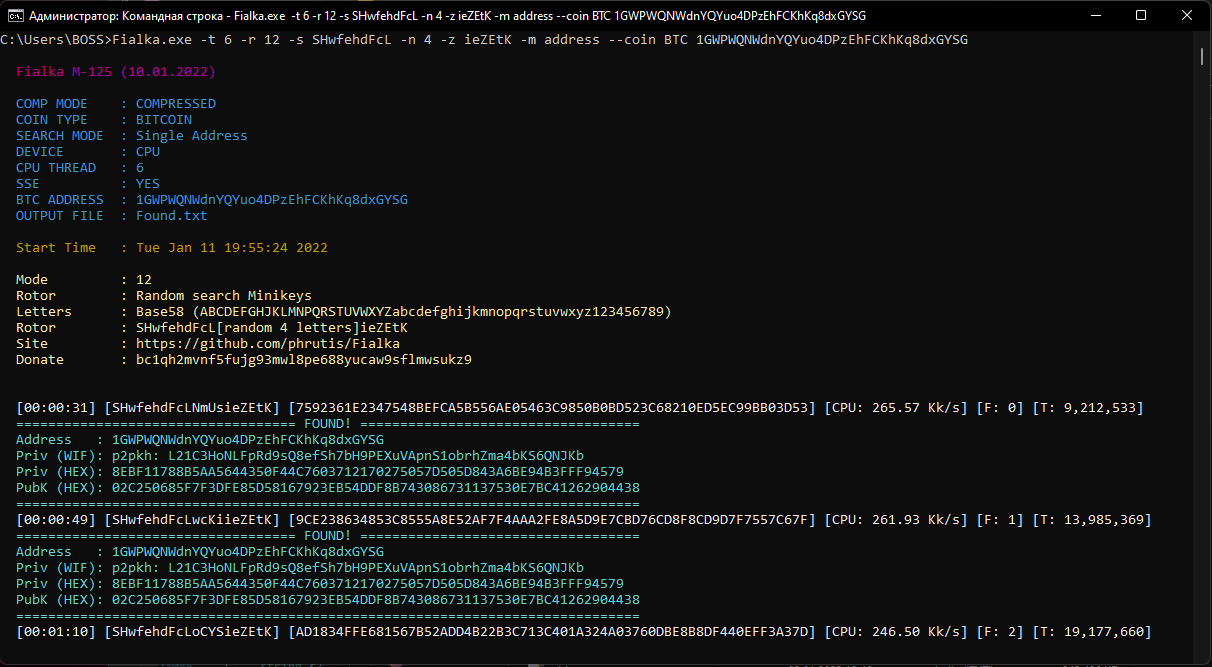 Администратор: Командная строка - Fialka.exe -t 6 -r 12 -s SHwfehdFcL -n 4 -z ieZEtK -m address --coin BTC 1GWPWQNWdnYQYuo4DPzEhFCKhKq8dxGYSG
C:\Users\BOSS>Fialka.exe -t 6 -r 12 -s SHwfehdFcL -n 4 -z ieZEtK -m address --coin BTC 1GWPWQNWdnYQYuo4DPzEhFCKhKq8dxGYSG
Fialka M-125 (10.01.2022)
COMP MODE : COMPRESSED
COIN TYPE : BITCOIN
SEARCH MODE : Single Address
DEVICE : CPU
CPU THREAD : 6
SSE : YES
BTC ADDRESS : 1GWPWQNWdnYQYuo4DPzEhFCKhKq8dxGYSG
OUTPUT FILE : Found.txt
Start Time : Tue Jan 11 19:55:24 2022
Mode : 12
Rotor : Random search Minikeys
Letters : Base58 (ABCDEFGHJKLMNPQRSTUVWXYZabcdefghijkmnopqrstuvwxyz123456789)
Rotor : SHwfehdFcL[random 4 letters]ieZEtK
Site : https://github.com/phrutis/Fialka
Donate : bc1qh2mvnf5fujg93mwl8pe688yucaw9sflmwsukz9
[00:00:31] [SHwfehdFcLNmUsieZEtK] [7592361E2347548BEFCA5B556AE05463C9850B0BD523C68210ED5EC99BB03D53] [CPU: 265.57 Kk/s] [F: 0] [T: 9,212,533]
=================================== FOUND! ===================================
Address : 1GWPWQNWdnYQYuo4DPzEhFCKhKq8dxGYSG
Priv (WIF): p2pkh: L21C3HoNLFpRd9sQ8efSh7bH9PEXuVApnS1obrhZma4bKS6QNJKb
Priv (HEX): 8EBF11788B5AA5644350F44C7603712170275057D505D843A6BE94B3FFF94579
PubK (HEX): 02C250685F7F3DFE85D58167923EB54DDF8B743086731137530E7BC41262904438
==============================================================================
[00:00:49] [SHwfehdFcLwcKiieZEtK] [9CE238634853C8555A8E52AF7F4AAA2FE8A5D9E7CBD76CD8F8CD9D7F7557C67F] [CPU: 261.93 Kk/s] [F: 1] [T: 13,985,369]
=================================== FOUND! ===================================
Address : 1GWPWQNWdnYQYuo4DPzEhFCKhKq8dxGYSG
Priv (WIF): p2pkh: L21C3HoNLFpRd9sQ8efSh7bH9PEXuVApnS1obrhZma4bKS6QNJKb
Priv (HEX): 8EBF11788B5AA5644350F44C7603712170275057D505D843A6BE94B3FFF94579
PubK (HEX): 02C250685F7F3DFE85D58167923EB54DDF8B743086731137530E7BC41262904438
==============================================================================
[00:01:10] [SHwfehdFcLoCYSieZEtK] [AD1834FFE681567B52ADD4B22B3C713C401A324A03760DBE8B8DF440EFF3A37D] [CPU: 246.50 Kk/s] [F: 2] [T: 19,177,660]